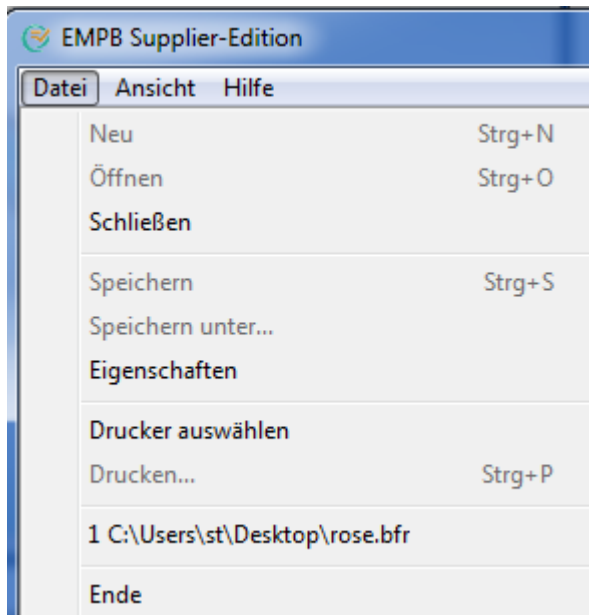 EMPB Supplier-Edition
Datei Ansicht Hilfe
Neu Strg+N
Öffnen Strg+O
Schließen
Speichern Strg+S
Speichern unter...
Eigenschaften
Drucker auswählen
Drucken... Strg+P
1 C:\Users\st\Desktop\rose.bfr
Ende